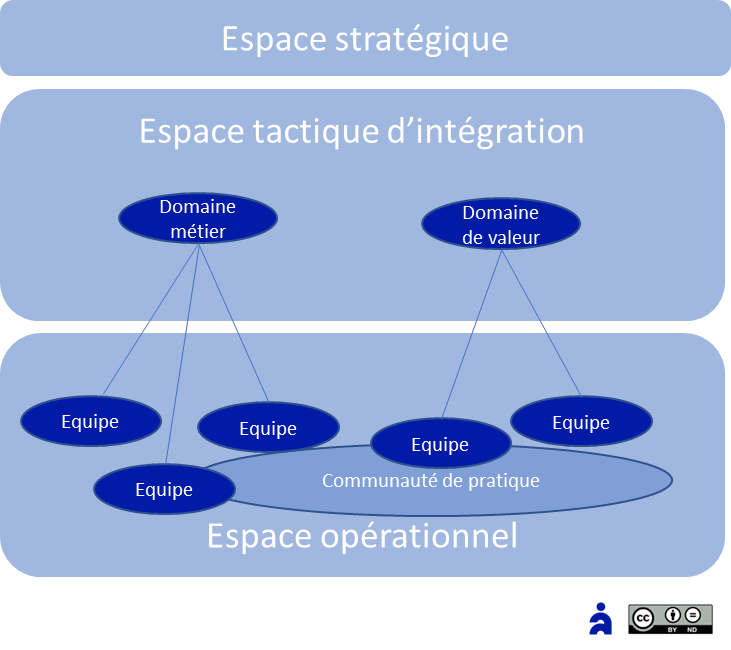 Espace stratégique
Espace tactique d’intégration
Domaine
métier
Domaine
de valeur
Equipe
Equipe
Equipe
Equipe
Equipe
Communauté de pratique
Espace opérationnel
cc
BY ND